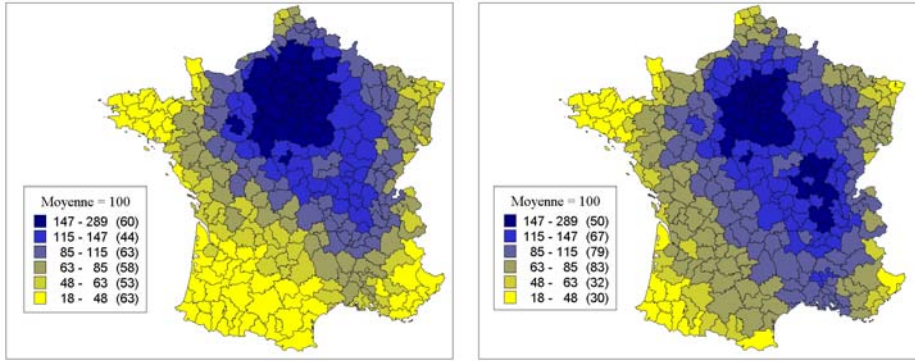 Moyenne = 100
147 - 289 (60)
115 - 147 (44)
85 - 115 (63)
63 - 85 (58)
48 - 63 (53)
18 - 48 (63)
Moyenne = 100
147 - 289 (50)
115 - 147 (67)
85 - 115 (79)
63 - 85 (83)
48 - 63 (32)
18 - 48 (30)